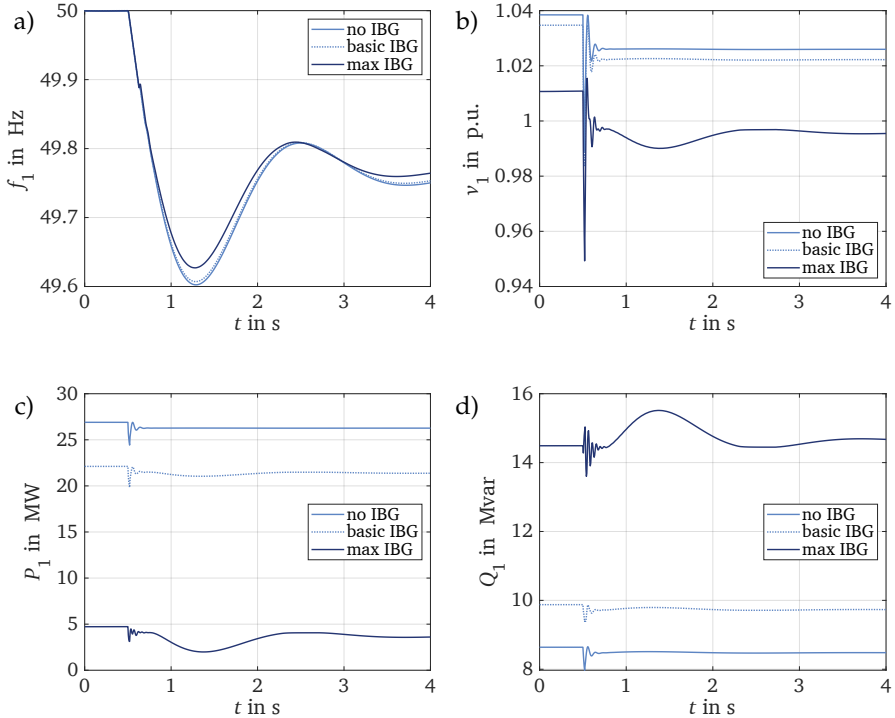 a)
50
49.9
49.8
49.7
49.6
f1 in Hz
no IBG
basic IBG
max IBG
0 1 2 3 4
t in s
b)
1.04
1.02
1
0.98
0.96
0.94
v1 in p.u.
no IBG
basic IBG
max IBG
0 1 2 3 4
t in s
c)
30
25
20
15
10
5
0
P1 in MW
no IBG
basic IBG
max IBG
0 1 2 3 4
t in s
d)
16
14
12
10
8
Q1 in Mvar
no IBG
basic IBG
max IBG
0 1 2 3 4
t in s